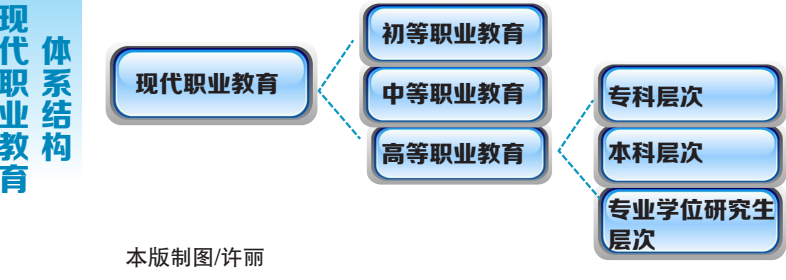 现代职业教育
体系结构
现代职业教育
初等职业教育
中等职业教育
高等职业教育
专科层次
本科层次
专业学位研究生
层次
本版制图/许丽